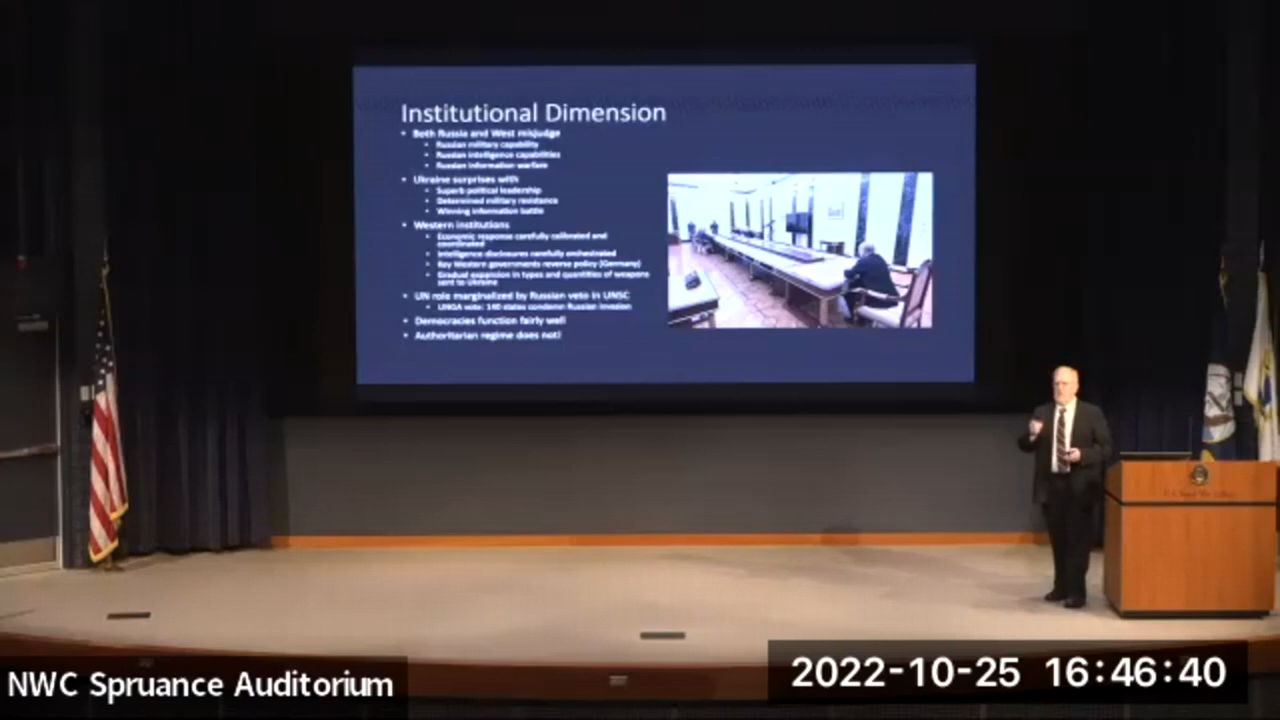 Institutional Dimension
• Both Russia and West misjudge
• Russian military capability
• Russian intelligence capabilities
• Russian information warfare
• Ukraine surprises with
• Superb political leadership
• Determined military resistance
• Winning information battle
• Western institutions
• Economic response carefully calibrated and
coordinated
• Intelligence disclosures carefully orchestrated
• Key Western governments reverse policy (Germany)
• Gradual expansion in types and quantities of weapons
sent to Ukraine
• UN role marginalized by Russian veto in UNSC
• UNGA vote: 140 states condemn Russian invasion
• Democracies function fairly well
• Authoritarian regime does not!
NWC Spruance Auditorium
2022-10-25 16:46:40